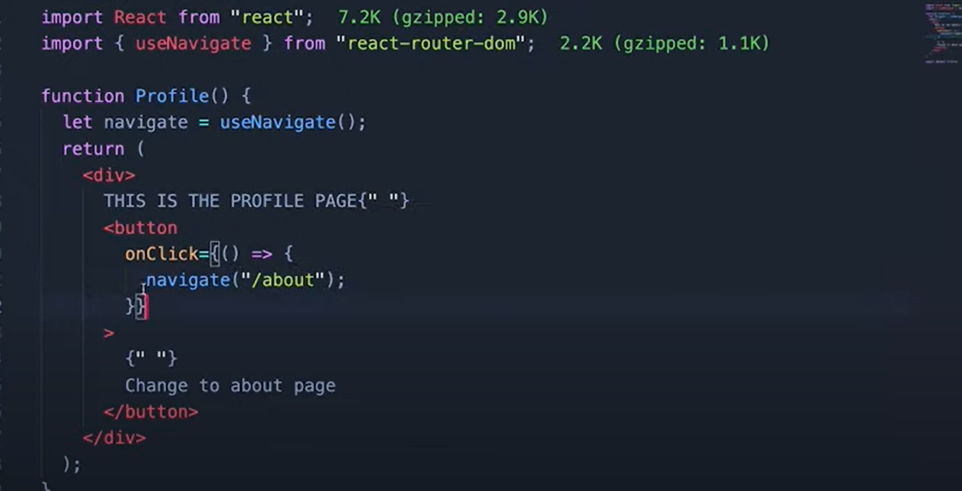 import React from "react"; 7.2K (gzipped: 2.9K)
import { useNavigate } from "react-router-dom"; 2.2K (gzipped: 1.1K)
function Profile() {
let navigate = useNavigate();
return (
<div>
THIS IS THE PROFILE PAGE{" "}
<button
onClick={() => {
navigate("/about");
}}
>
{" "}
Change to about page
</button>
</div>
);
}